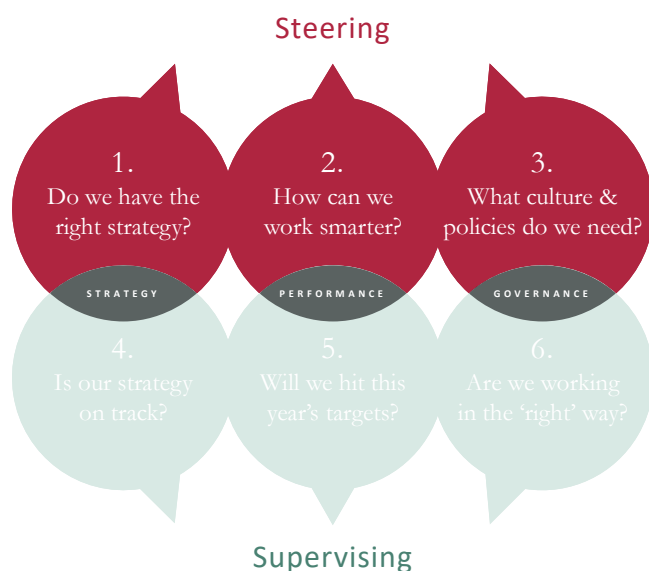 Steering
1.
Do we have the
right strategy?
2.
How can we
work smarter?
3.
What culture &
policies do we need?
STRATEGY
PERFORMANCE
GOVERNANCE
4.
Is our strategy
on track?
5.
Will we hit this
year’s targets?
6.
Are we working
in the ‘right’ way?
Supervising